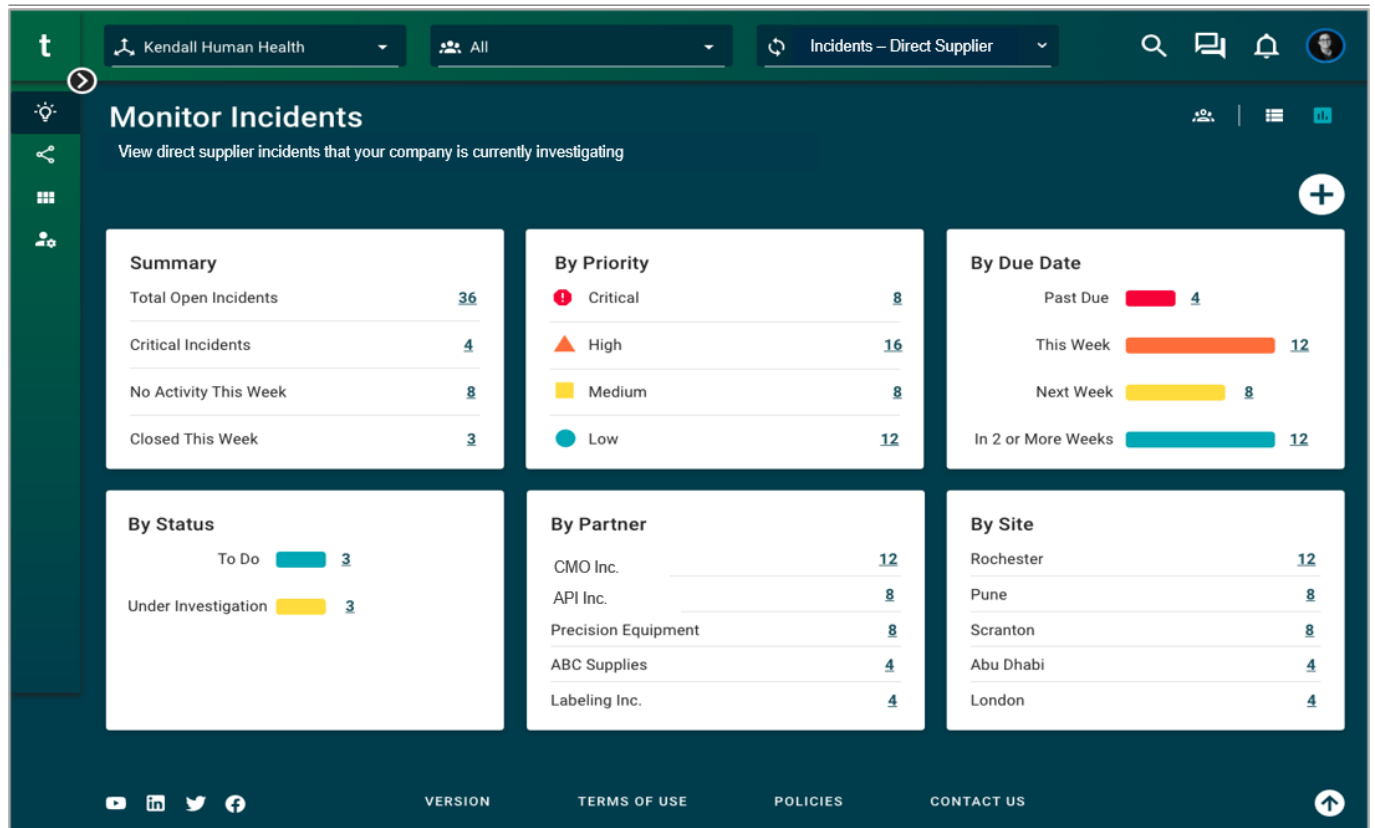 t
Kendall Human Health
All
Incidents – Direct Supplier
Monitor Incidents
View direct supplier incidents that your company is currently investigating
Summary
Total Open Incidents 36
Critical Incidents 4
No Activity This Week 8
Closed This Week 3
By Priority
Critical 8
High 16
Medium 8
Low 12
By Due Date
Past Due 4
This Week 12
Next Week 8
In 2 or More Weeks 12
By Status
To Do 3
Under Investigation 3
By Partner
CMO Inc. 12
API Inc. 8
Precision Equipment 8
ABC Supplies 4
Labeling Inc. 4
By Site
Rochester 12
Pune 8
Scranton 8
Abu Dhabi 4
London 4
VERSION
TERMS OF USE
POLICIES
CONTACT US